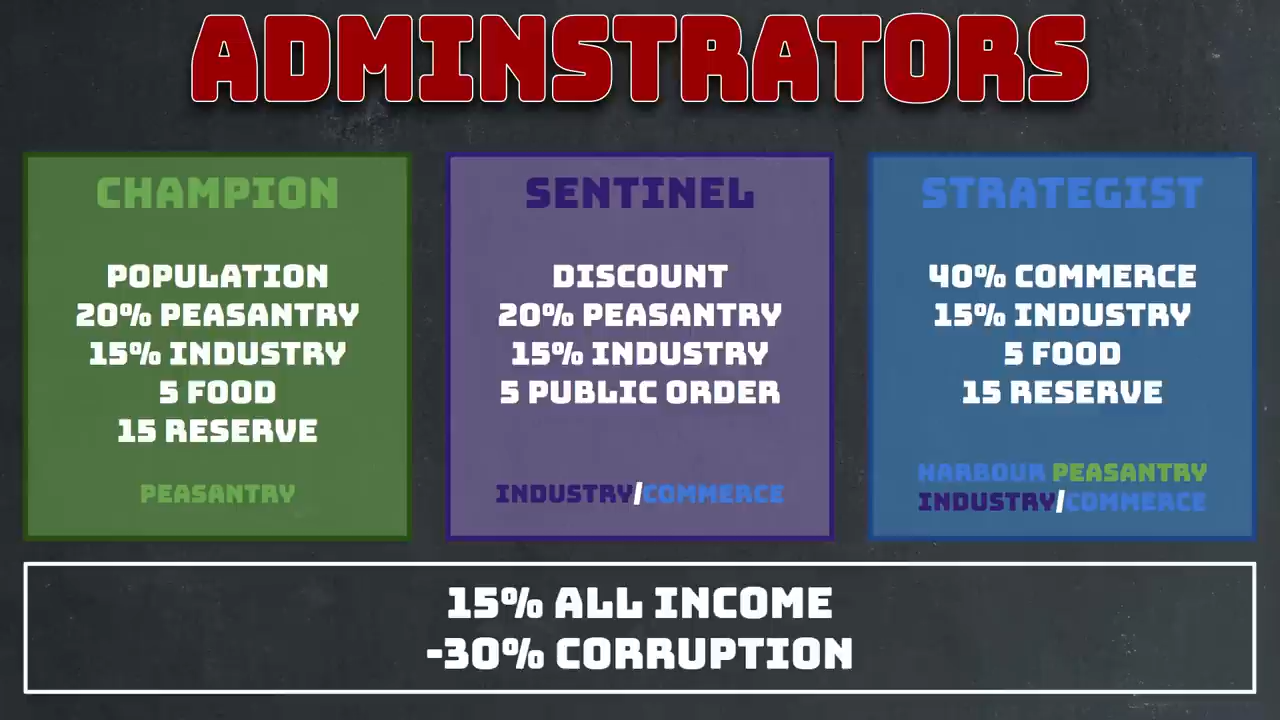 ADMINSTRATORS
CHAMPION
POPULATION
20% PEASANTRY
15% INDUSTRY
5 FOOD
15 RESERVE
PEASANTRY
SENTINEL
DISCOUNT
20% PEASANTRY
15% INDUSTRY
5 PUBLIC ORDER
INDUSTRY/COMMERCE
STRATEGIST
40% COMMERCE
15% INDUSTRY
5 FOOD
15 RESERVE
HARBOUR PEASANTRY
INDUSTRY/COMMERCE
15% ALL INCOME
-30% CORRUPTION